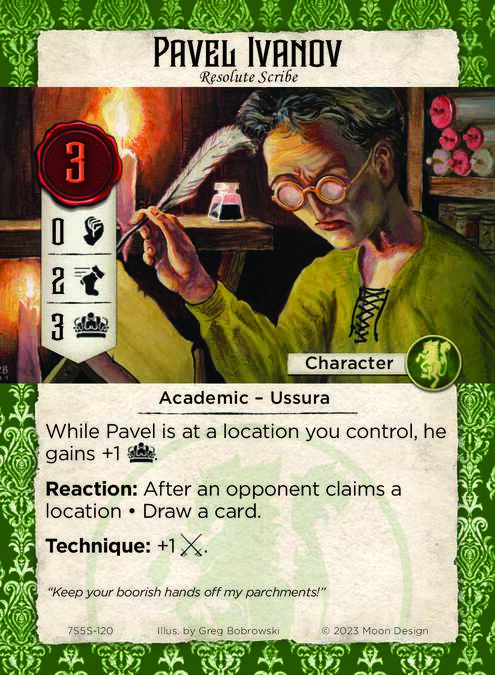 Pavel Ivanov
Resolute Scribe
3
0
2
3
Character
Academic – Ussura
While Pavel is at a location you control, he
gains +1 .
Reaction: After an opponent claims a
location • Draw a card.
Technique: +1 .
“Keep your boorish hands off my parchments!”
7S5S-120 Illus. by Greg Bobrowski © 2023 Moon Design